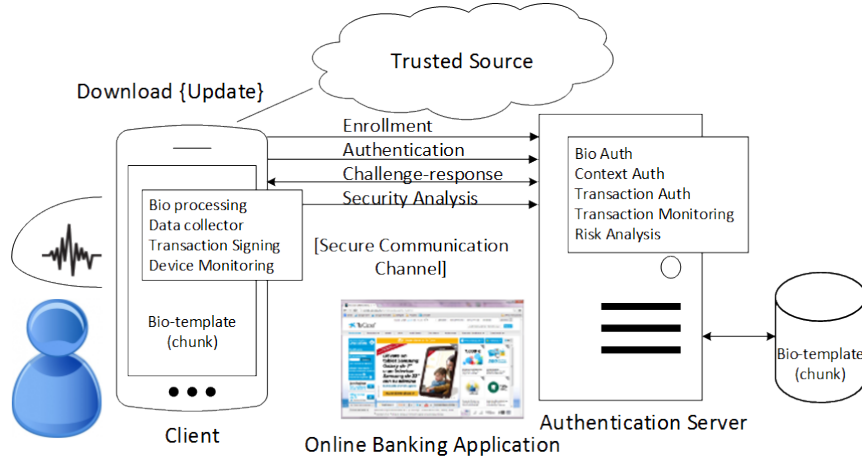 Trusted Source
Download {Update}
Enrollment
Authentication
Challenge-response
Security Analysis
[Secure Communication
Channel]
Bio processing
Data collector
Transaction Signing
Device Monitoring
Bio-template
(chunk)
Client
Online Banking Application
Bio Auth
Context Auth
Transaction Auth
Transaction Monitoring
Risk Analysis
Authentication Server
Bio-template
(chunk)